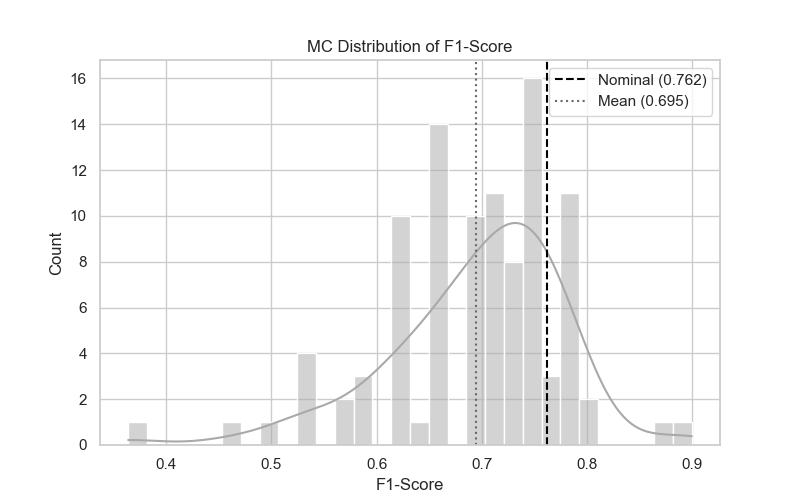 MC Distribution of F1-Score
Nominal (0.762)
Mean (0.695)
Count
16
14
12
10
8
6
4
2
0
0.4 0.5 0.6 0.7 0.8 0.9
F1-Score